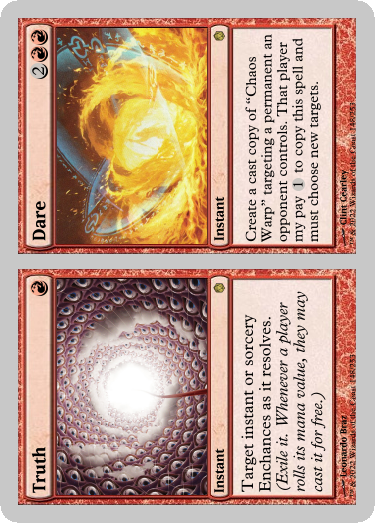 Truth
Instant
Target instant or sorcery
Enchances as it resolves.
(Exile it. Whenever a player
rolls its mana value, they may
cast it for free.)
Leonardo Braz
Dare 2
Instant
Create a cast copy of "Chaos
Warp" targeting a permanent an
opponent controls. That player
my pay 1 to copy this spell and
must choose new targets.
Clint Cearley